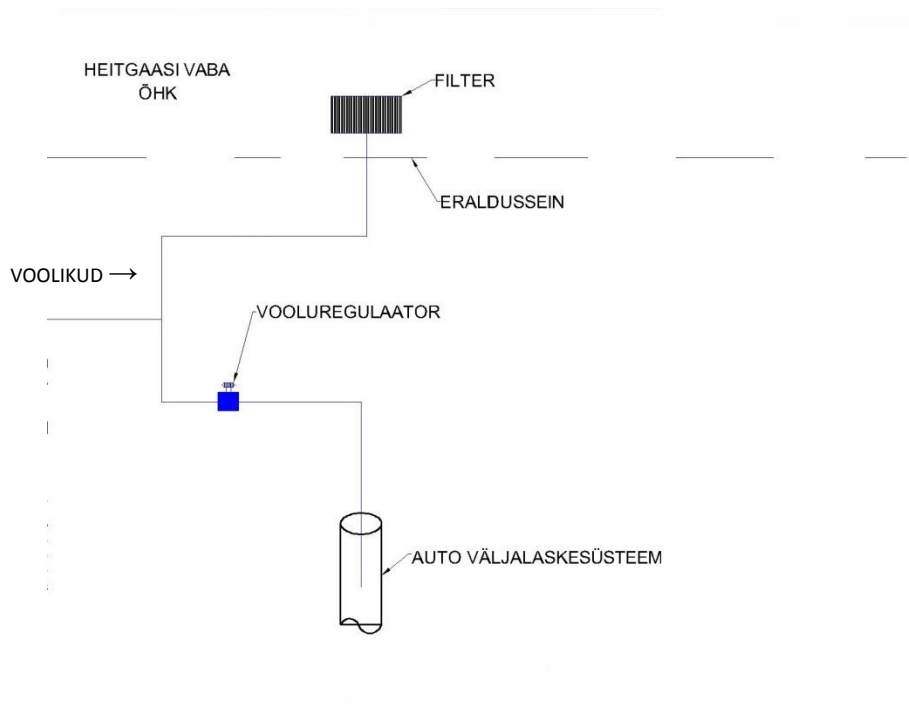 HEITGAASI VABA
ÕHK
FILTER
ERALDUSSEIN
VOOLIKUD →
VOOLUREGULAATOR
AUTO VÄLJALASKESÜSTEEM